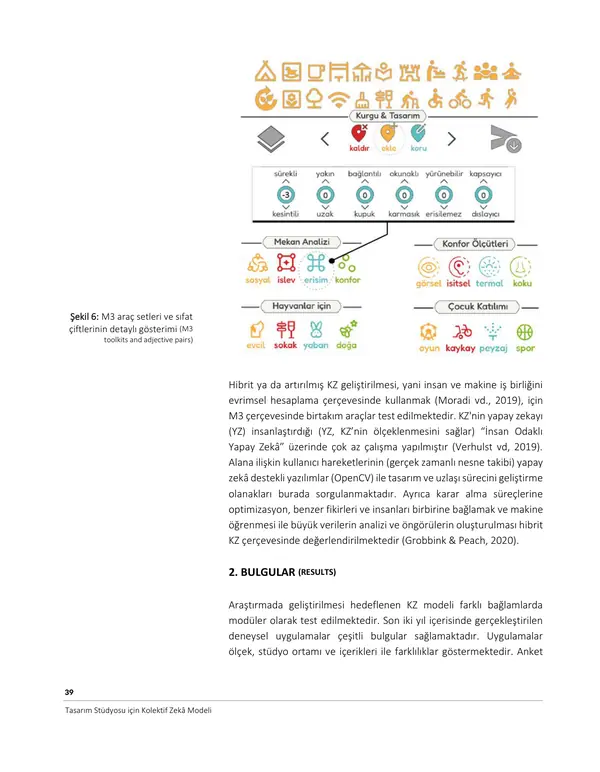 Kurgu & Tasarım
kaldır ekle koru
sürekli yakın bağlantılı okunaklı yürünebilir kapsayıcı
-3 0 0 0 0 0
kesintili uzak kupuk karmasık erisilemez dıslayıcı
Mekan Analizi
Konfor Ölçütleri
sosyal islev erisim konfor
görsel isitsel termal koku
Hayvanlar için
Çocuk Katılımı
evcil sokak yaban doğa
oyun kaykay peyzaj spor
Şekil 6: M3 araç setleri ve sıfat
çiftlerinin detaylı gösterimi (M3
toolkits and adjective pairs)
Hibrit ya da artırılmış KZ geliştirilmesi, yani insan ve makine iş birliğini
evrimsel hesaplama çerçevesinde kullanmak (Moradi vd., 2019), için
M3 çerçevesinde birtakım araçlar test edilmektedir. KZ'nin yapay zekayı
(YZ) insanlaştırdığı (YZ, KZ'nin ölçeklenmesini sağlar) “İnsan Odaklı
Yapay Zekâ” üzerinde çok az çalışma yapılmıştır (Verhulst vd, 2019).
Alana ilişkin kullanıcı hareketlerinin (gerçek zamanlı nesne takibi) yapay
zekâ destekli yazılımlar (OpenCV) ile tasarım ve uzlaşı sürecini geliştirme
olanakları burada sorgulanmaktadır. Ayrıca karar alma süreçlerine
optimizasyon, benzer fikirleri ve insanları birbirine bağlamak ve makine
öğrenmesi ile büyük verilerin analizi ve öngörülerin oluşturulması hibrit
KZ çerçevesinde değerlendirilmektedir (Grobbink & Peach, 2020).
2. BULGULAR (RESULTS)
Araştırmada geliştirilmesi hedeflenen KZ modeli farklı bağlamlarda
modüler olarak test edilmektedir. Son iki yıl içerisinde gerçekleştirilen
deneysel uygulamalar çeşitli bulgular sağlamaktadır. Uygulamalar
ölçek, stüdyo ortamı ve içerikleri ile farklılıklar göstermektedir. Anket
39
Tasarım Stüdyosu için Kolektif Zekâ Modeli